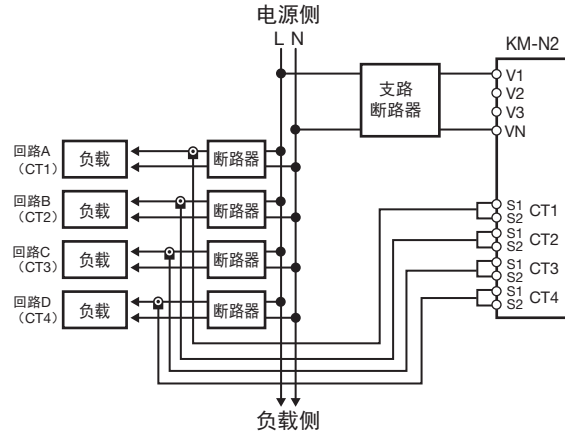 电源侧
L N
KM-N2
支路
断路器
V1
V2
V3
VN
回路A
（CT1）
负载
断路器
回路B
（CT2）
负载
断路器
回路C
（CT3）
负载
断路器
回路D
（CT4）
负载
断路器
S1
S2
CT1
S1
S2
CT2
S1
S2
CT3
S1
S2
CT4
负载侧